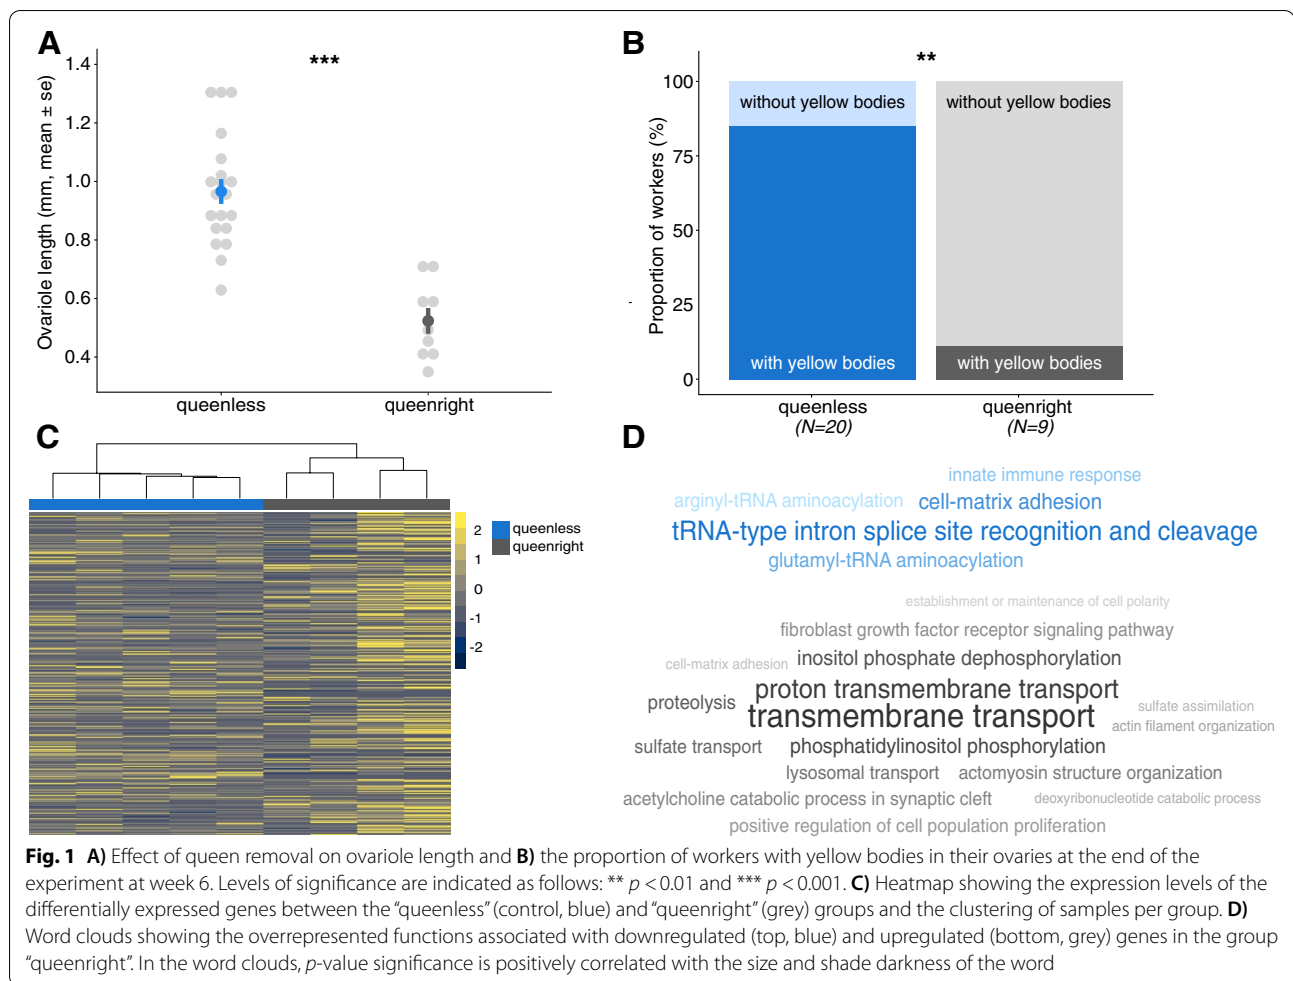 A
***
1.4
1.2
1.0
0.8
0.6
0.4
Ovariole length (mm, mean ± se)
queenless
queenright
B
**
100
75
50
25
0
Proportion of workers (%)
without yellow bodies
without yellow bodies
with yellow bodies
with yellow bodies
queenless
(N=20)
queenright
(N=9)
C
2
1
0
-1
-2
queenless
queenright
D
innate immune response
arginyl-tRNA aminoacylation
cell-matrix adhesion
tRNA-type intron splice site recognition and cleavage
glutamyl-tRNA aminoacylation
establishment or maintenance of cell polarity
fibroblast growth factor receptor signaling pathway
cell-matrix adhesion
inositol phosphate dephosphorylation
proteolysis
proton transmembrane transport
transmembrane transport
sulfate assimilation
actin filament organization
sulfate transport
phosphatidylinositol phosphorylation
lysosomal transport
actomyosin structure organization
acetylcholine catabolic process in synaptic cleft
deoxyribonucleotide catabolic process
positive regulation of cell population proliferation
Fig. 1 A) Effect of queen removal on ovariole length and B) the proportion of workers with yellow bodies in their ovaries at the end of the
experiment at week 6. Levels of significance are indicated as follows: ** p < 0.01 and *** p < 0.001. C) Heatmap showing the expression levels of the
differentially expressed genes between the “queenless” (control, blue) and “queenright” (grey) groups and the clustering of samples per group. D)
Word clouds showing the overrepresented functions associated with downregulated (top, blue) and upregulated (bottom, grey) genes in the group
“queenright”. In the word clouds, p-value significance is positively correlated with the size and shade darkness of the word